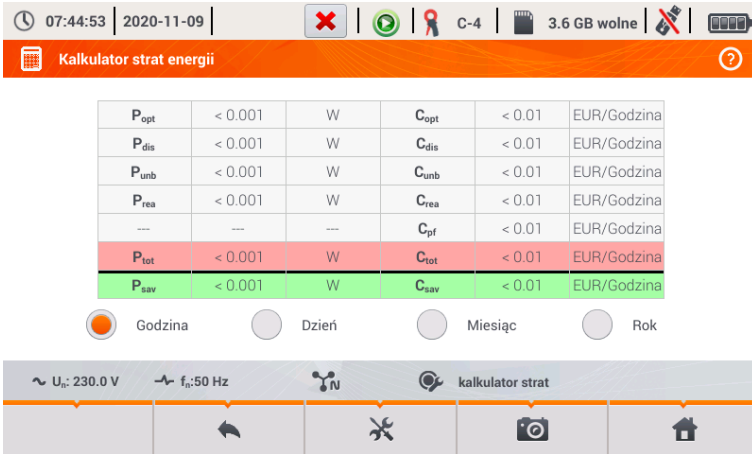 07:44:53 2020-11-09 C-4 3.6 GB wolne
Kalkulator strat energii ?
Popt < 0.001 W Copt < 0.01 EUR/Godzina
Pdis < 0.001 W Cdis < 0.01 EUR/Godzina
Punb < 0.001 W Cunb < 0.01 EUR/Godzina
Prea < 0.001 W Crea < 0.01 EUR/Godzina
--- --- --- Cpf < 0.01 EUR/Godzina
Ptot < 0.001 W Ctot < 0.01 EUR/Godzina
Psav < 0.001 W Csav < 0.01 EUR/Godzina
Godzina Dzień Miesiąc Rok
Un: 230.0 V fn:50 Hz N kalkulator strat